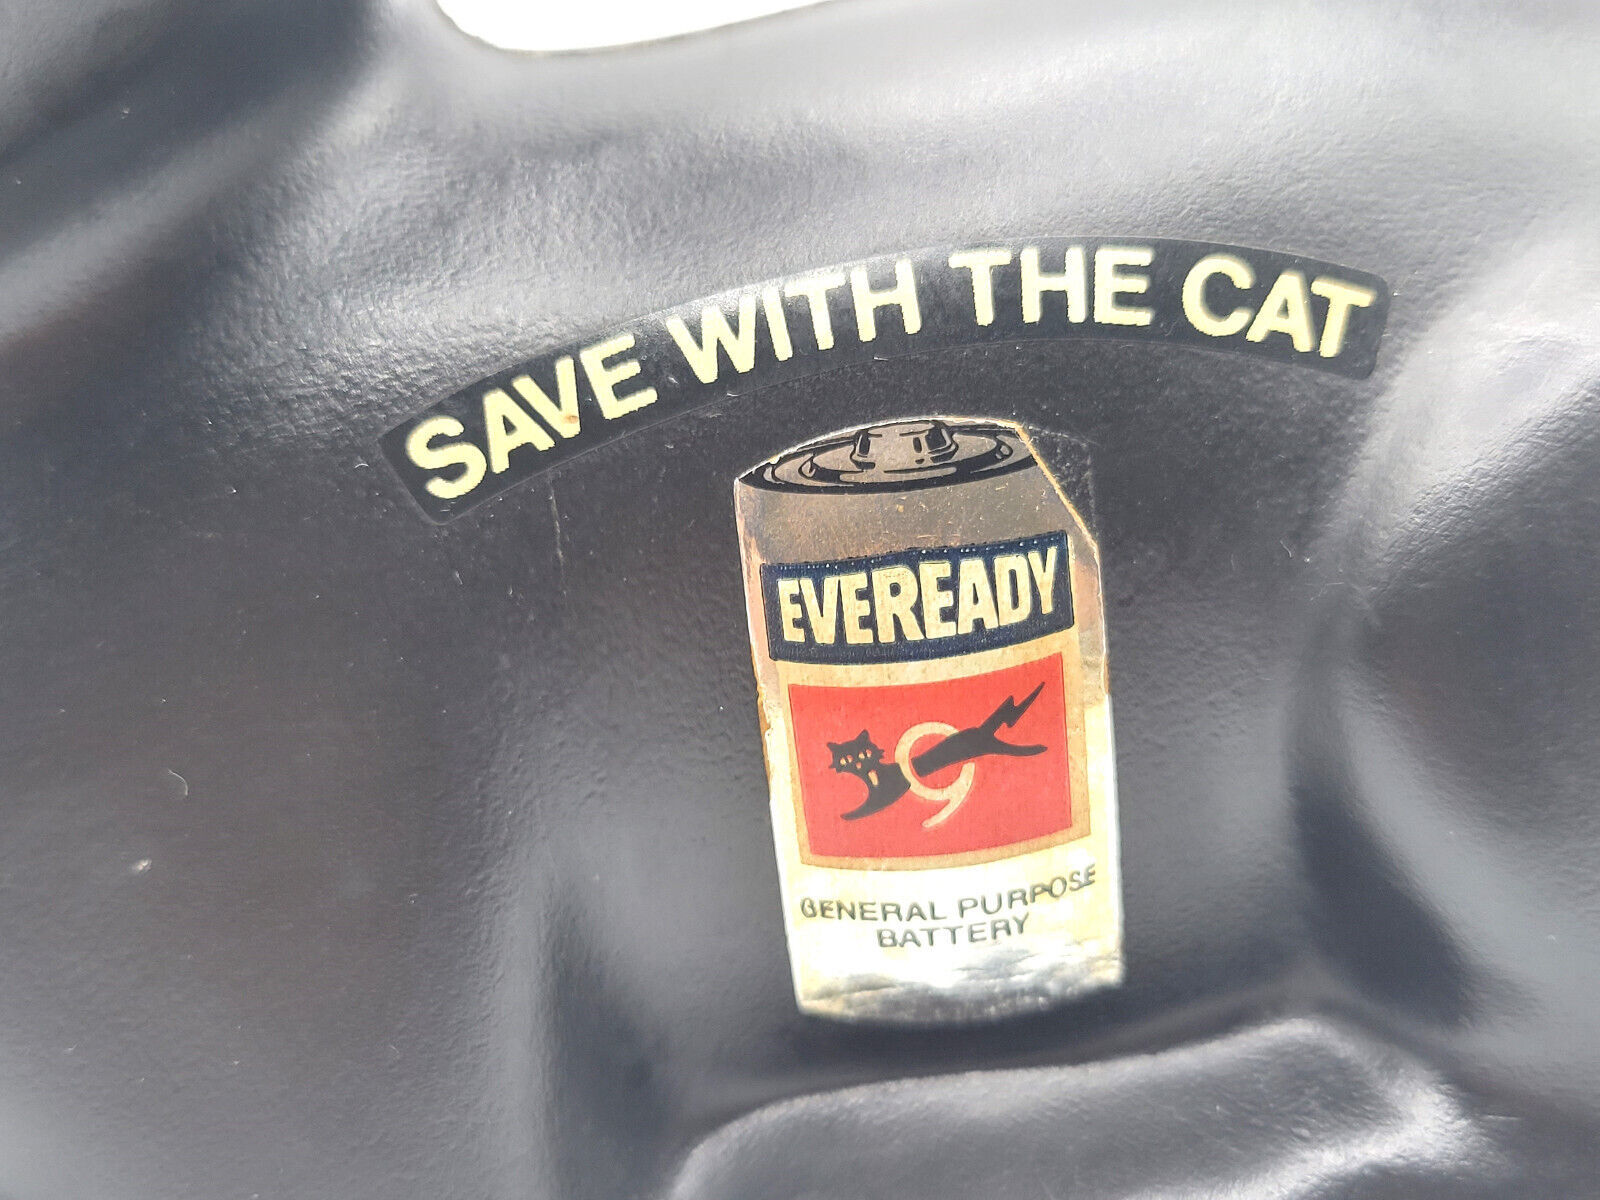 SAVE WITH THE CAT
EVEREADY
9
GENERAL PURPOSE
BATTERY